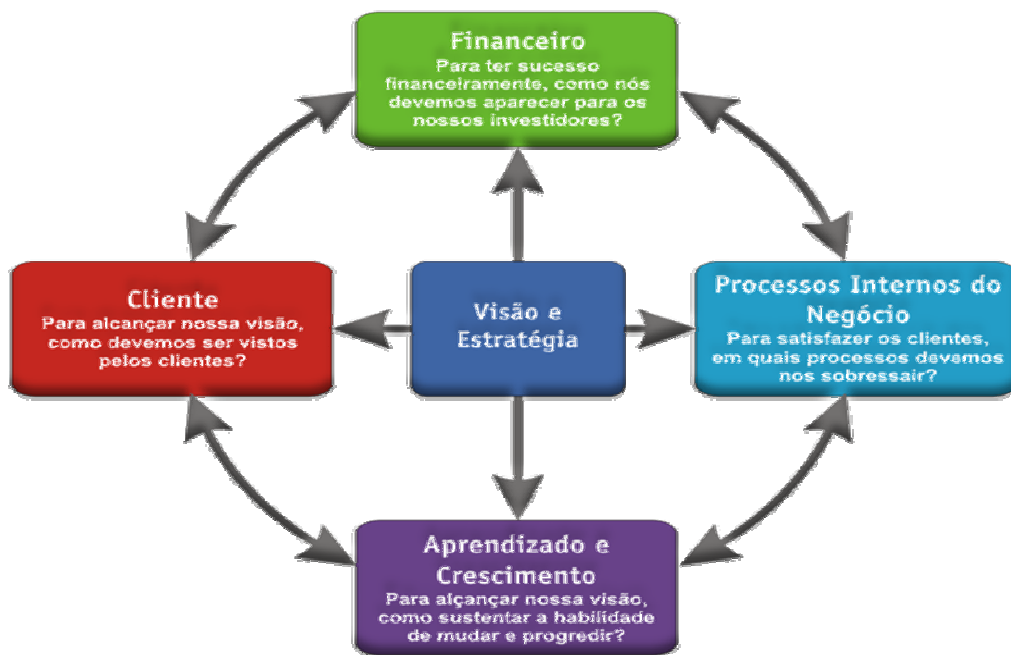 Financeiro
Para ter sucesso
financeiramente, como nós
devemos aparecer para os
nossos investidores?
Cliente
Para alcançar nossa visão,
como devemos ser vistos
pelos clientes?
Visão e
Estratégia
Processos Internos do
Negócio
Para satisfazer os clientes,
em quais processos devemos
nos sobressair?
Aprendizado e
Crescimento
Para alçançar nossa visão,
como sustentar a habilidade
de mudar e progredir?